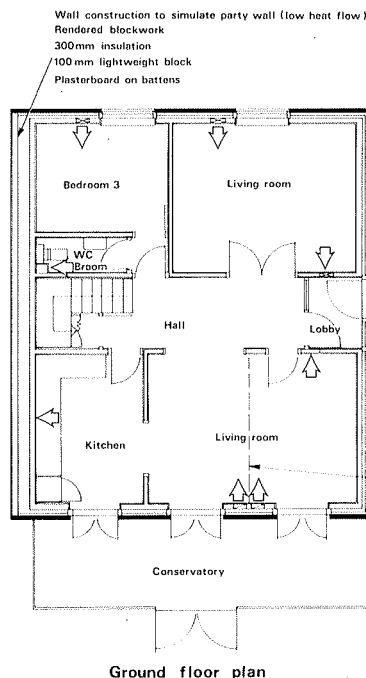 Wall construction to simulate party wall (low heat flow)
Rendered blockwork
300mm insulation
100mm lightweight block
Plasterboard on battens
Bedroom 3
Living room
WC
Broom
Hall
Lobby
Kitchen
Living room
Conservatory
Ground floor plan